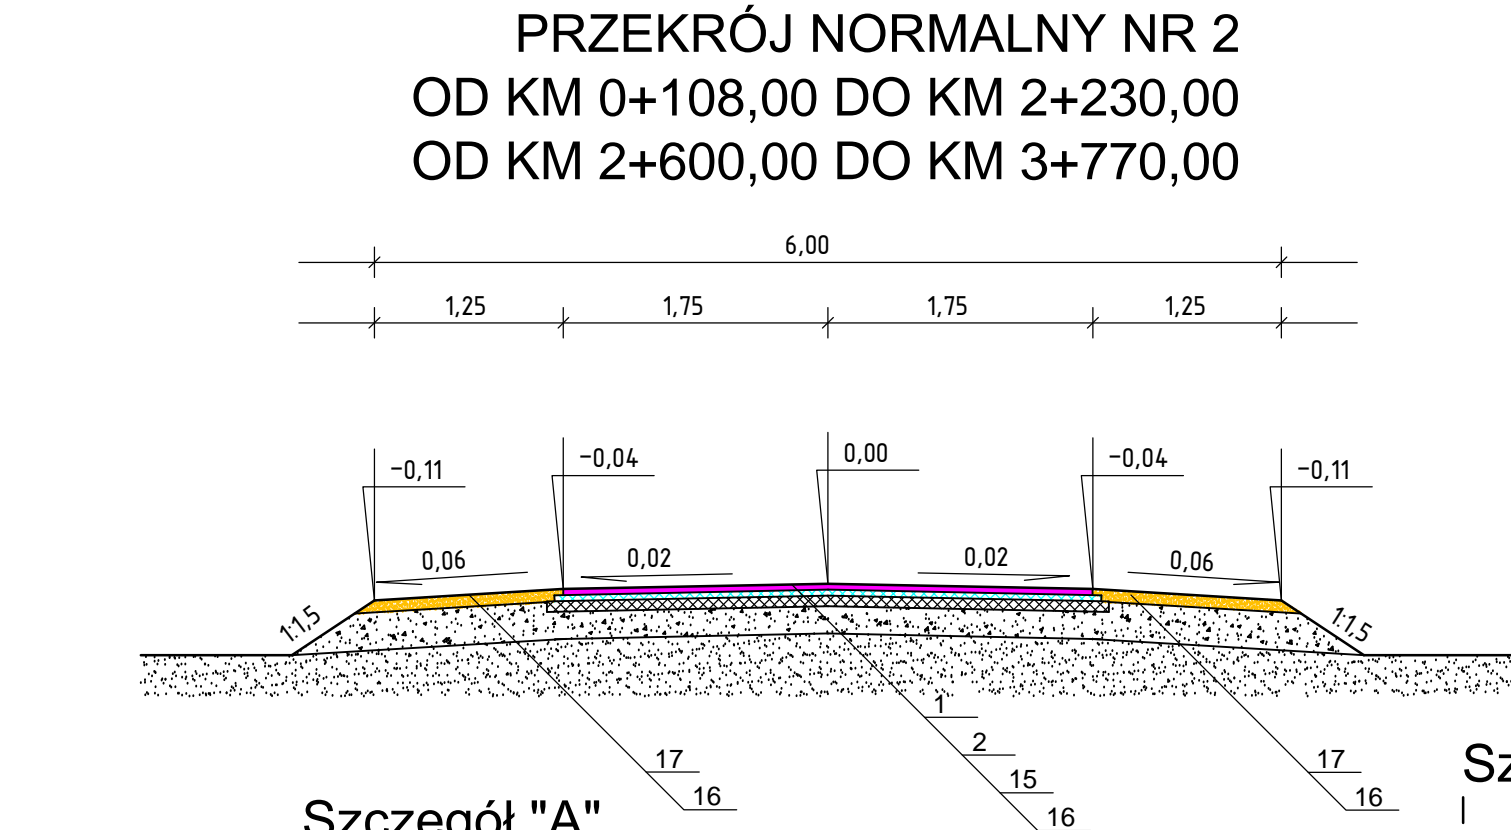 PRZEKRÓJ NORMALNY NR 2
OD KM 0+108,00 DO KM 2+230,00
OD KM 2+600,00 DO KM 3+770,00
6,00
1,25 1,75 1,75 1,25
-0,11 -0,04 0,00 -0,04 -0,11
0,06 0,02 0,02 0,06
1:1,5 1:1,5
1
2
17 15 17
16 16 16
Szczegół "A" Sz